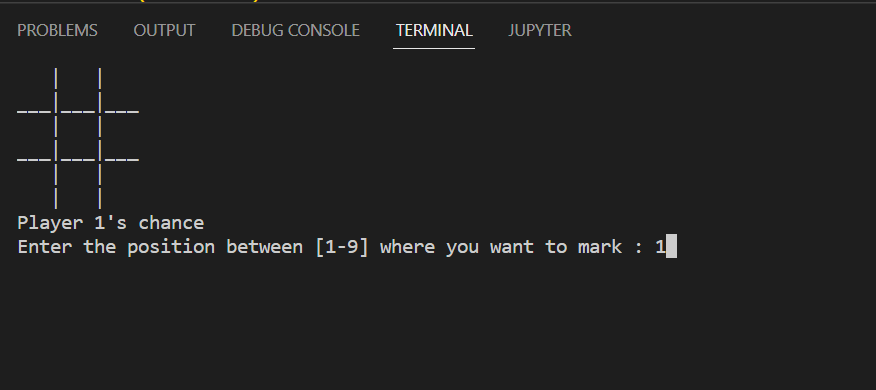 PROBLEMS OUTPUT DEBUG CONSOLE TERMINAL JUPYTER
   |   |
___|___|___
   |   |
___|___|___
   |   |
   |   |
Player 1's chance
Enter the position between [1-9] where you want to mark : 1